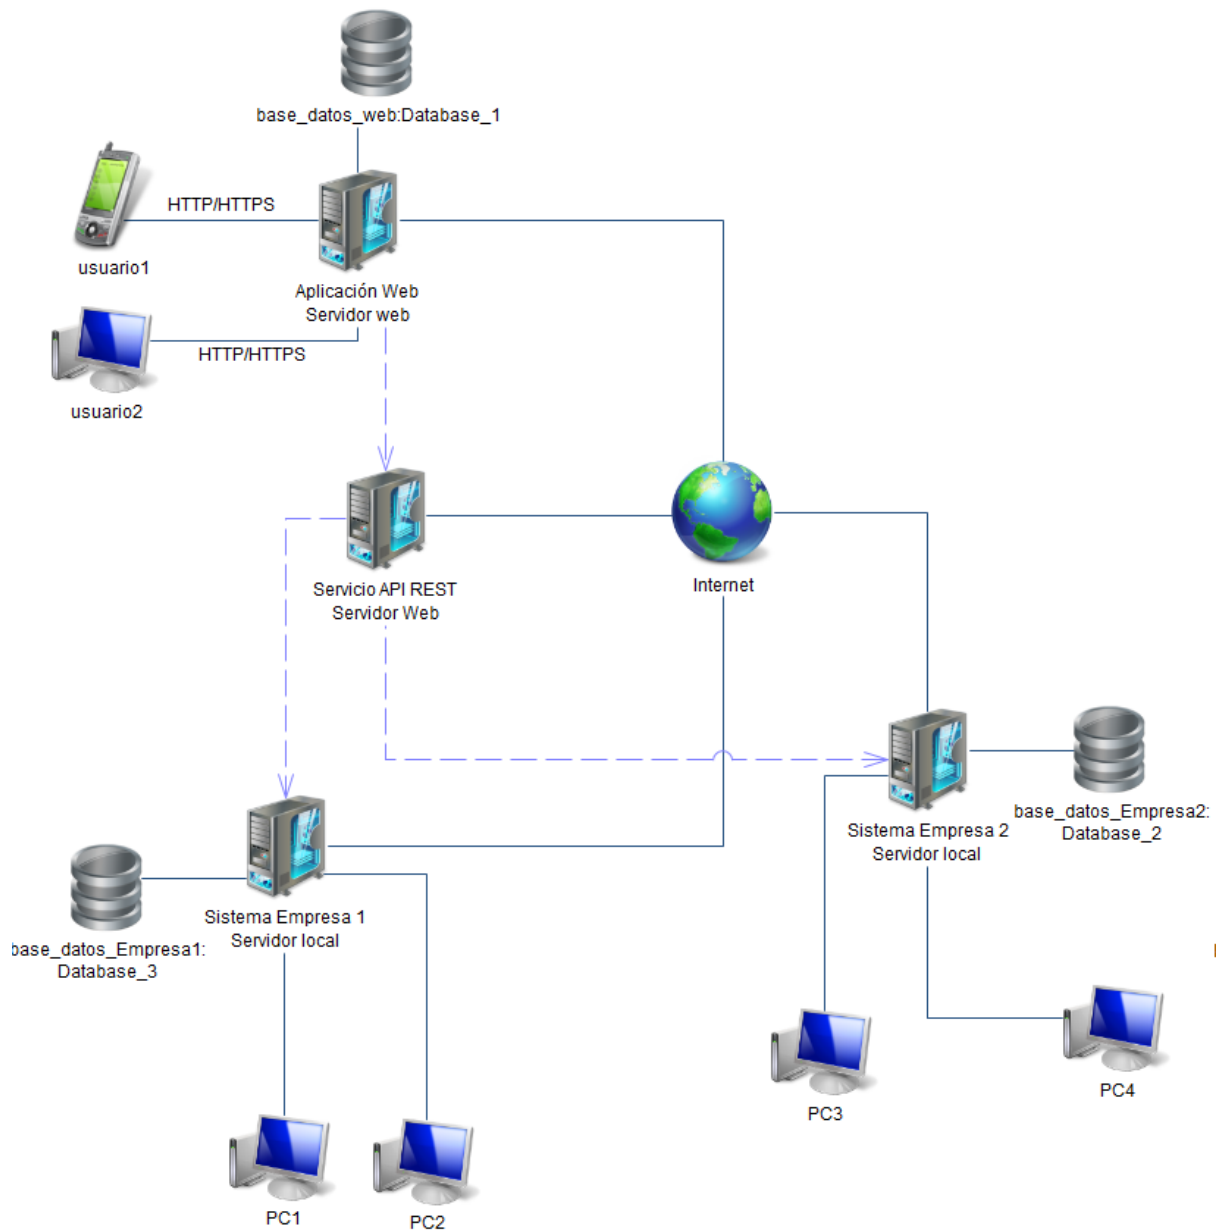 base_datos_web:Database_1
HTTP/HTTPS
usuario1
Aplicación Web
Servidor web
HTTP/HTTPS
usuario2
Servicio API REST
Servidor Web
Internet
base_datos_Empresa2:
Database_2
Sistema Empresa 2
Servidor local
Sistema Empresa 1
Servidor local
base_datos_Empresa1:
Database_3
PC3
PC4
PC1
PC2